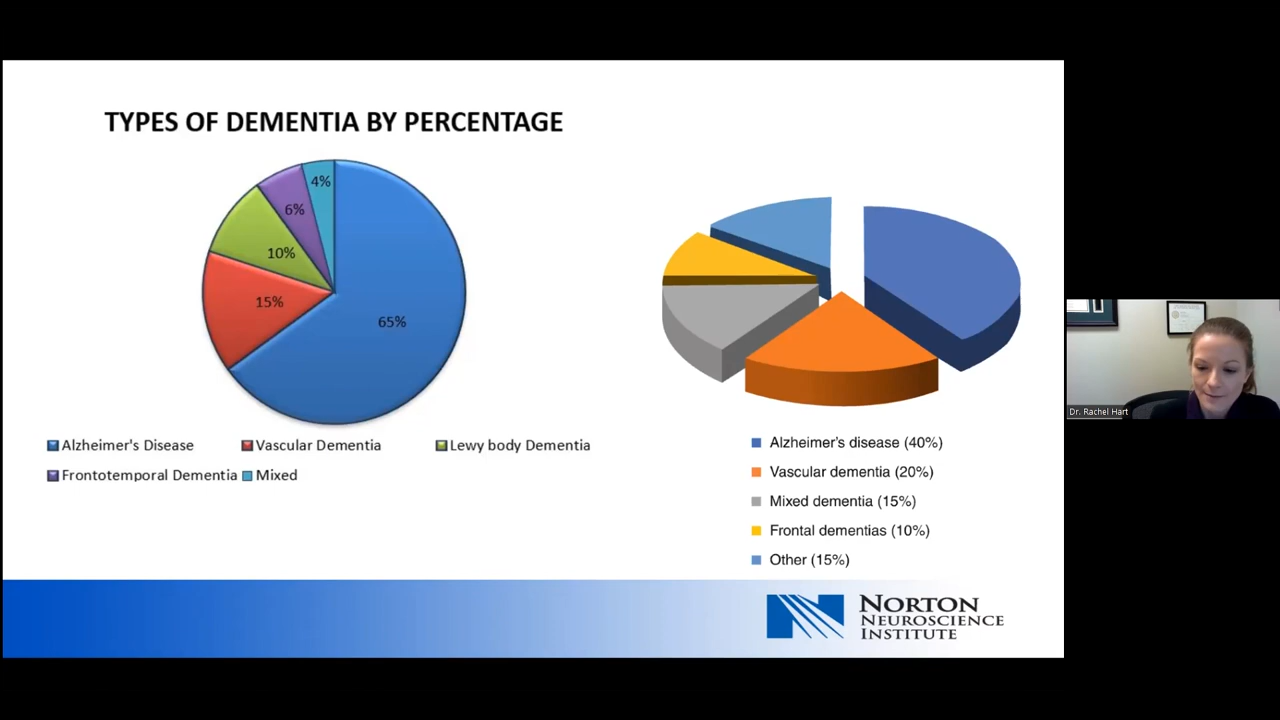 TYPES OF DEMENTIA BY PERCENTAGE
4%
6%
10%
15%
65%
Alzheimer's Disease
Vascular Dementia
Lewy body Dementia
Frontotemporal Dementia
Mixed
Alzheimer's disease (40%)
Vascular dementia (20%)
Mixed dementia (15%)
Frontal dementias (10%)
Other (15%)
NORTON
NEUROSCIENCE
INSTITUTE
Dr. Rachel Hart